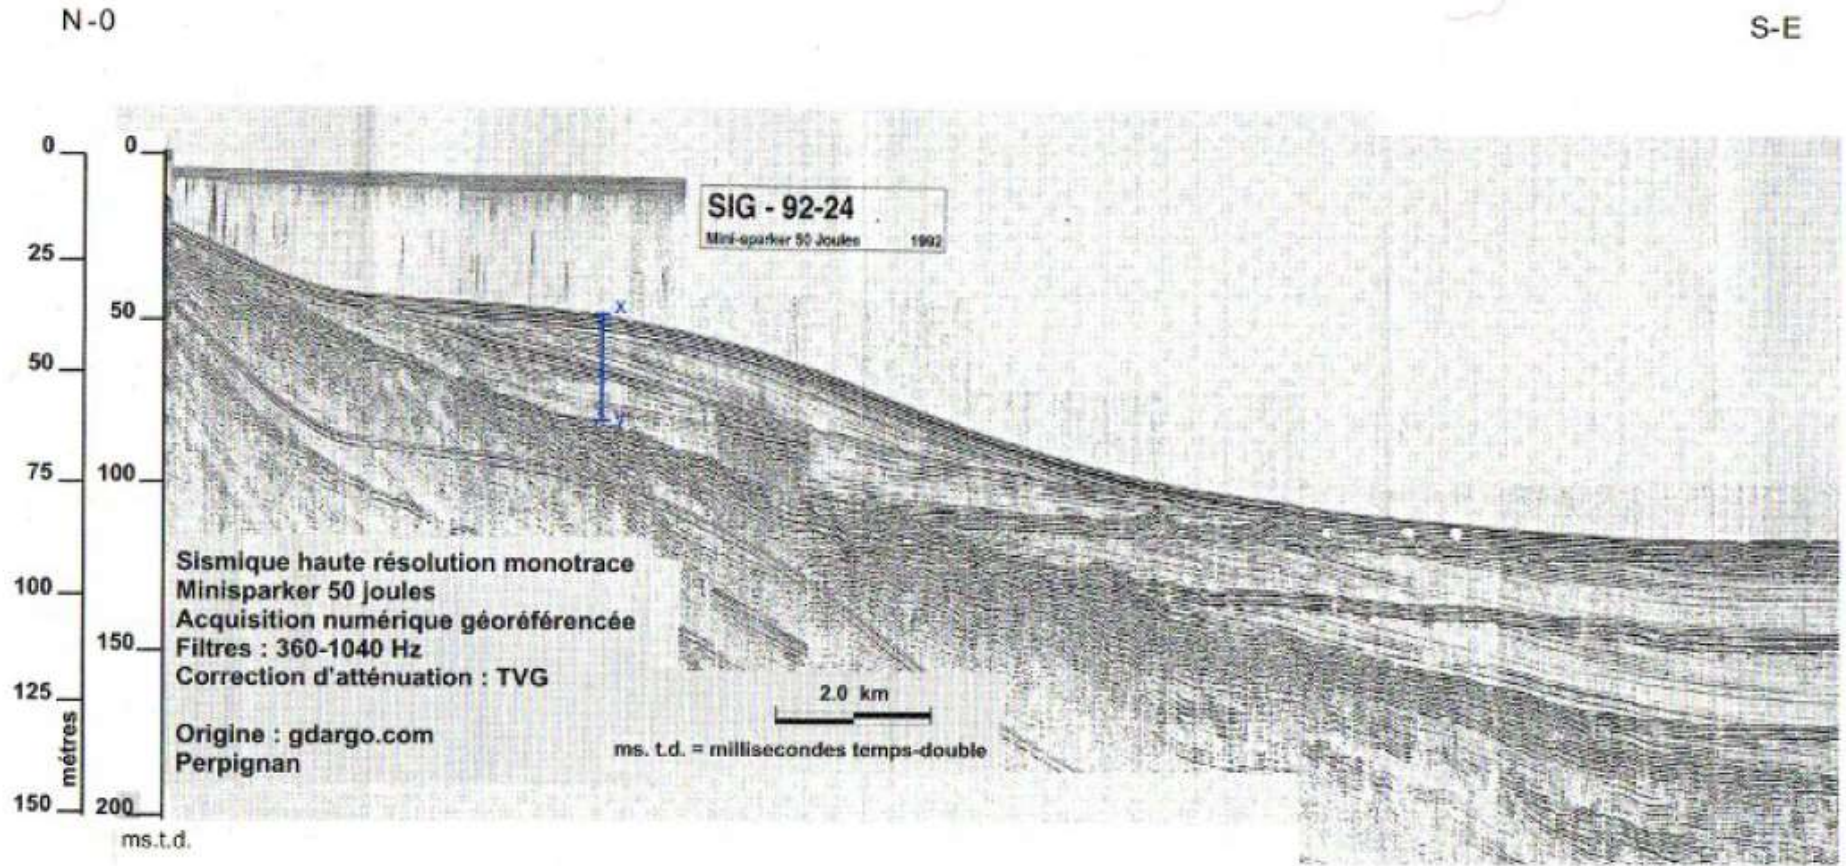 N-O
S-E
0
25
50
75
100
125
150
mètres
0
50
100
150
200
ms.t.d.
SIG - 92-24
Mini-sparker 50 Joules 1992
x
y
Sismique haute résolution monotrace
Minisparker 50 joules
Acquisition numérique géoréférencée
Filtres : 360-1040 Hz
Correction d'atténuation : TVG
Origine : gdargo.com
Perpignan
2.0 km
ms. t.d. = millisecondes temps-double